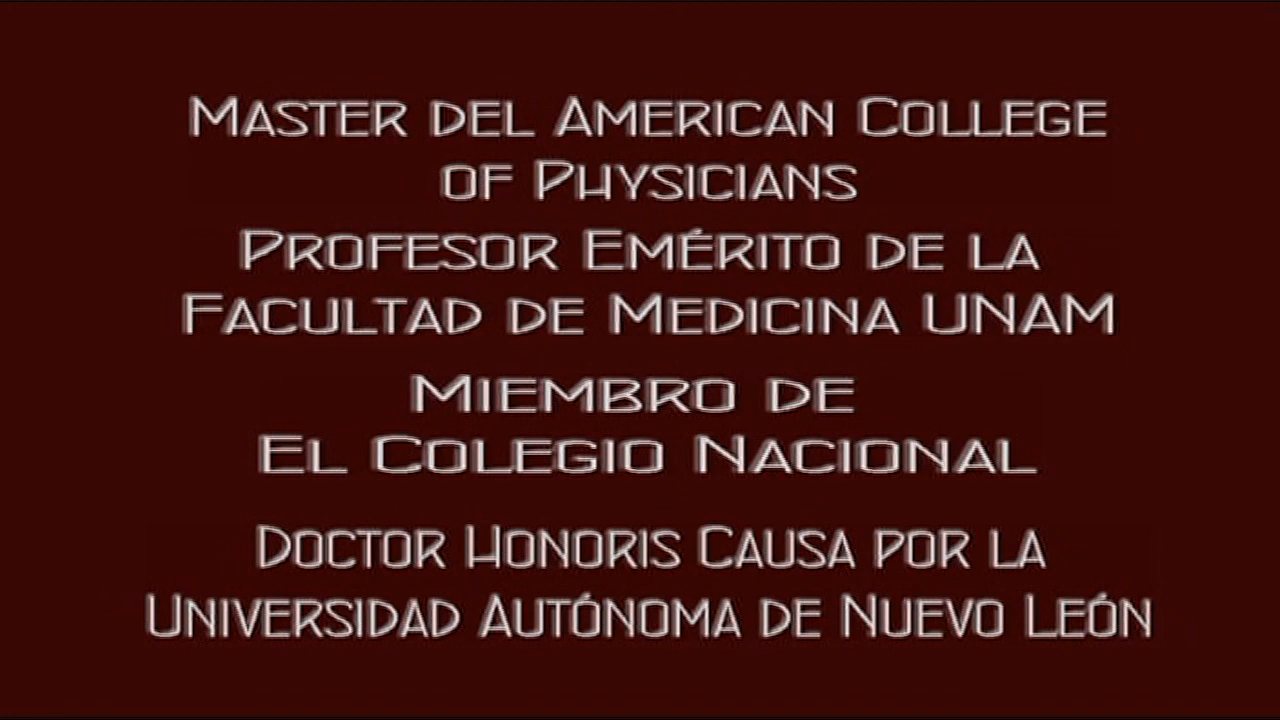 Master del American College
of Physicians
Profesor Emérito de la
Facultad de Medicina UNAM
Miembro de
El Colegio Nacional
Doctor Honoris Causa por la
Universidad Autónoma de Nuevo León